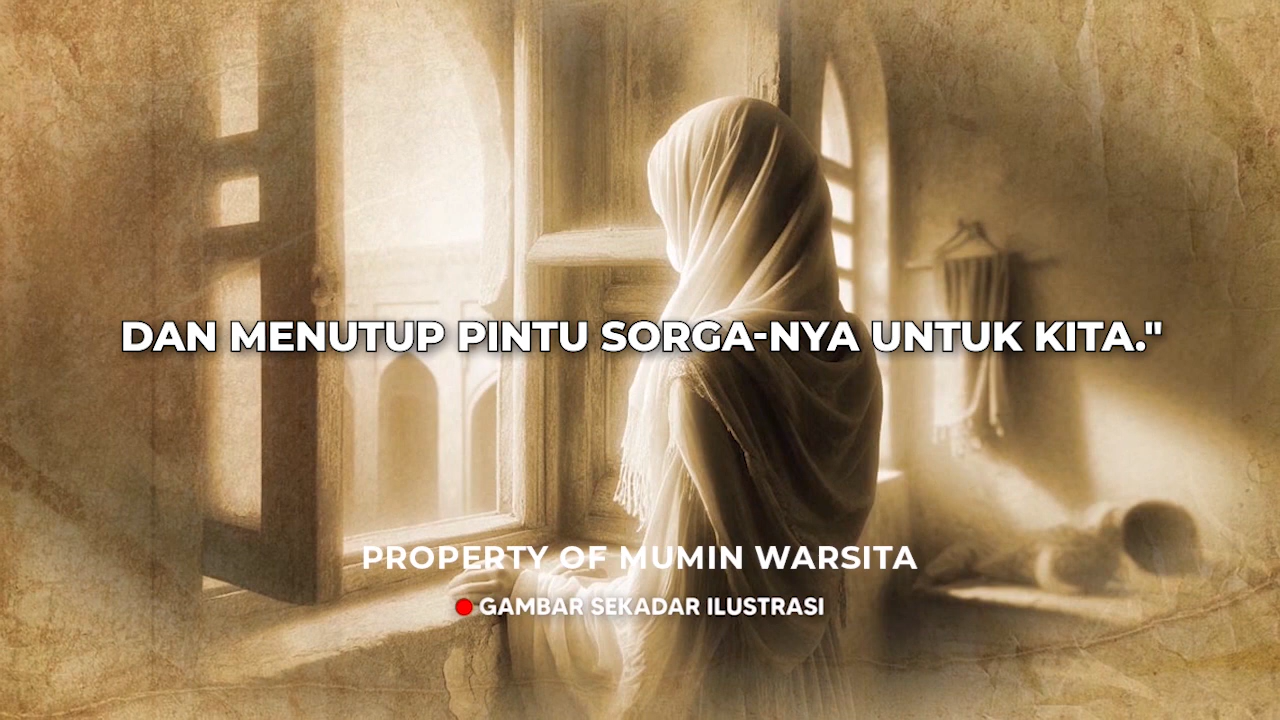 DAN MENUTUP PINTU SORGA-NYA UNTUK KITA."
PROPERTY OF MUMIN WARSITA
GAMBAR SEKADAR ILUSTRASI